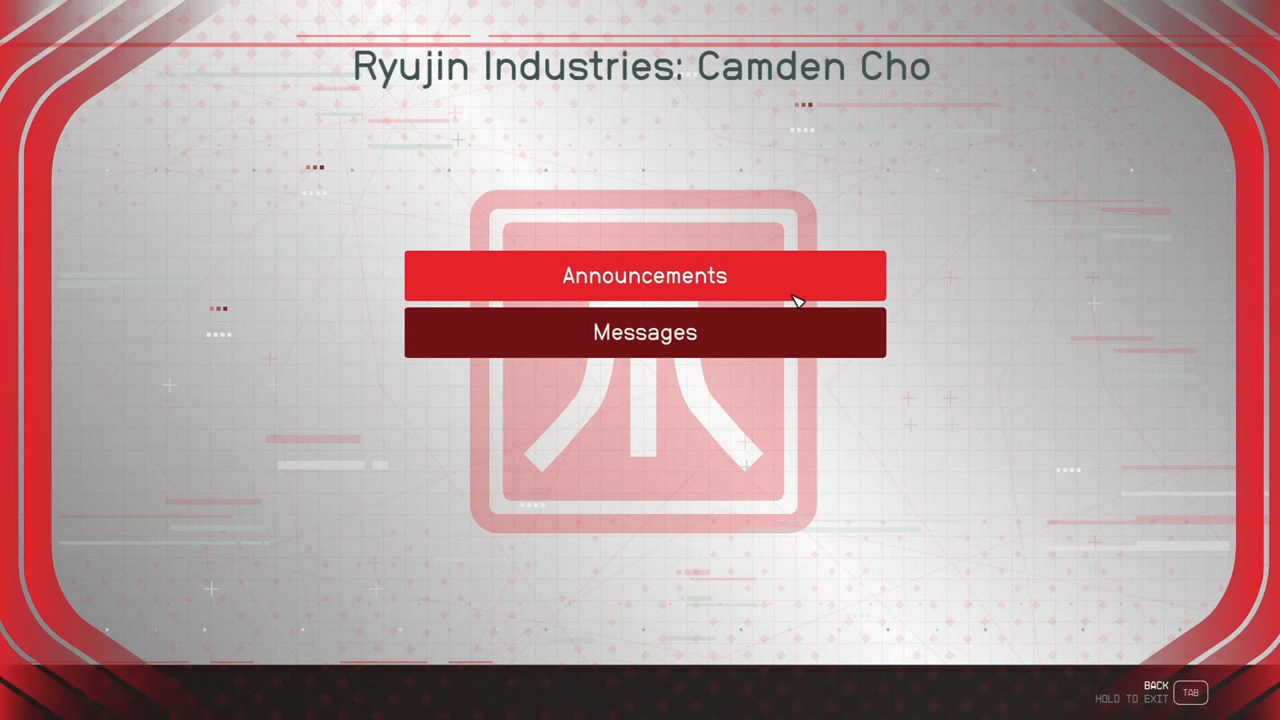 Ryujin Industries: Camden Cho
Announcements
Messages
BACK
HOLD TO EXIT
TAB